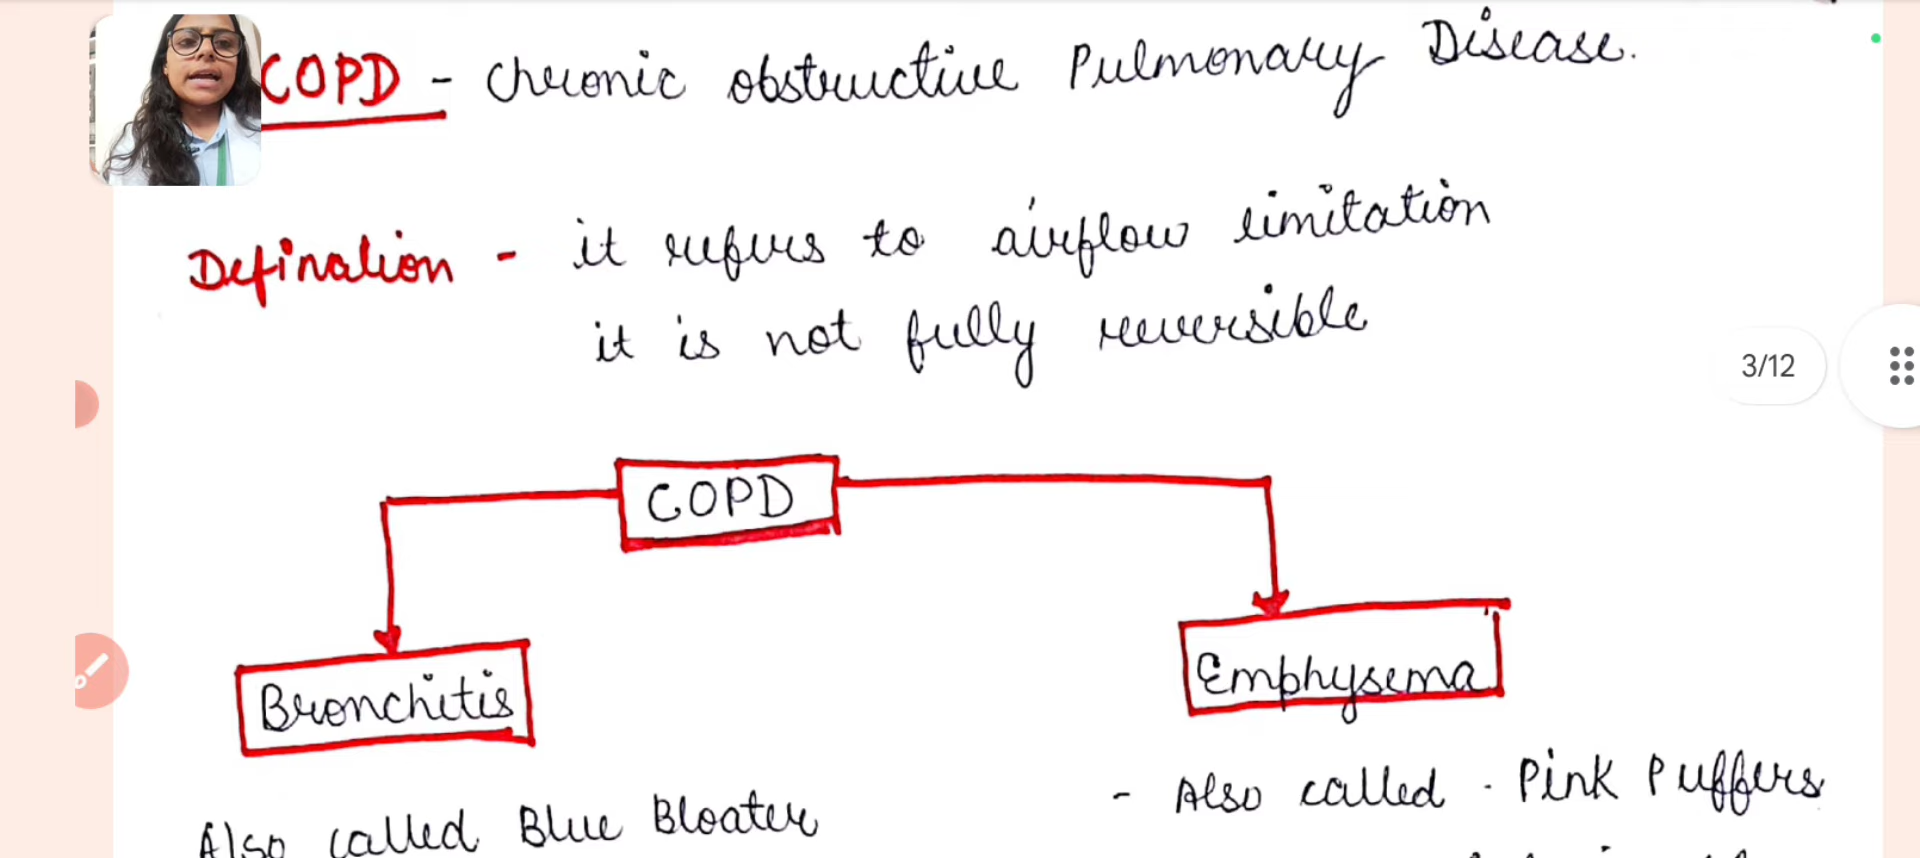 COPD - Chronic obstructive Pulmonary Disease.
Defination - it refers to airflow limitation
it is not fully reversible
3/12
COPD
Bronchitis
Emphysema
- Also called . Pink Puffers
Also called Blue Bloater